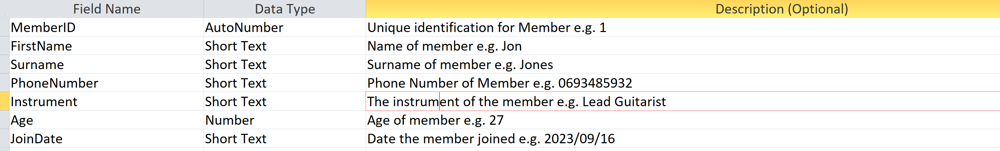 Field Name Data Type Description (Optional)
MemberID AutoNumber Unique identification for Member e.g. 1
FirstName Short Text Name of member e.g. Jon
Surname Short Text Surname of member e.g. Jones
PhoneNumber Short Text Phone Number of Member e.g. 0693485932
Instrument Short Text The instrument of the member e.g. Lead Guitarist
Age Number Age of member e.g. 27
JoinDate Short Text Date the member joined e.g. 2023/09/16